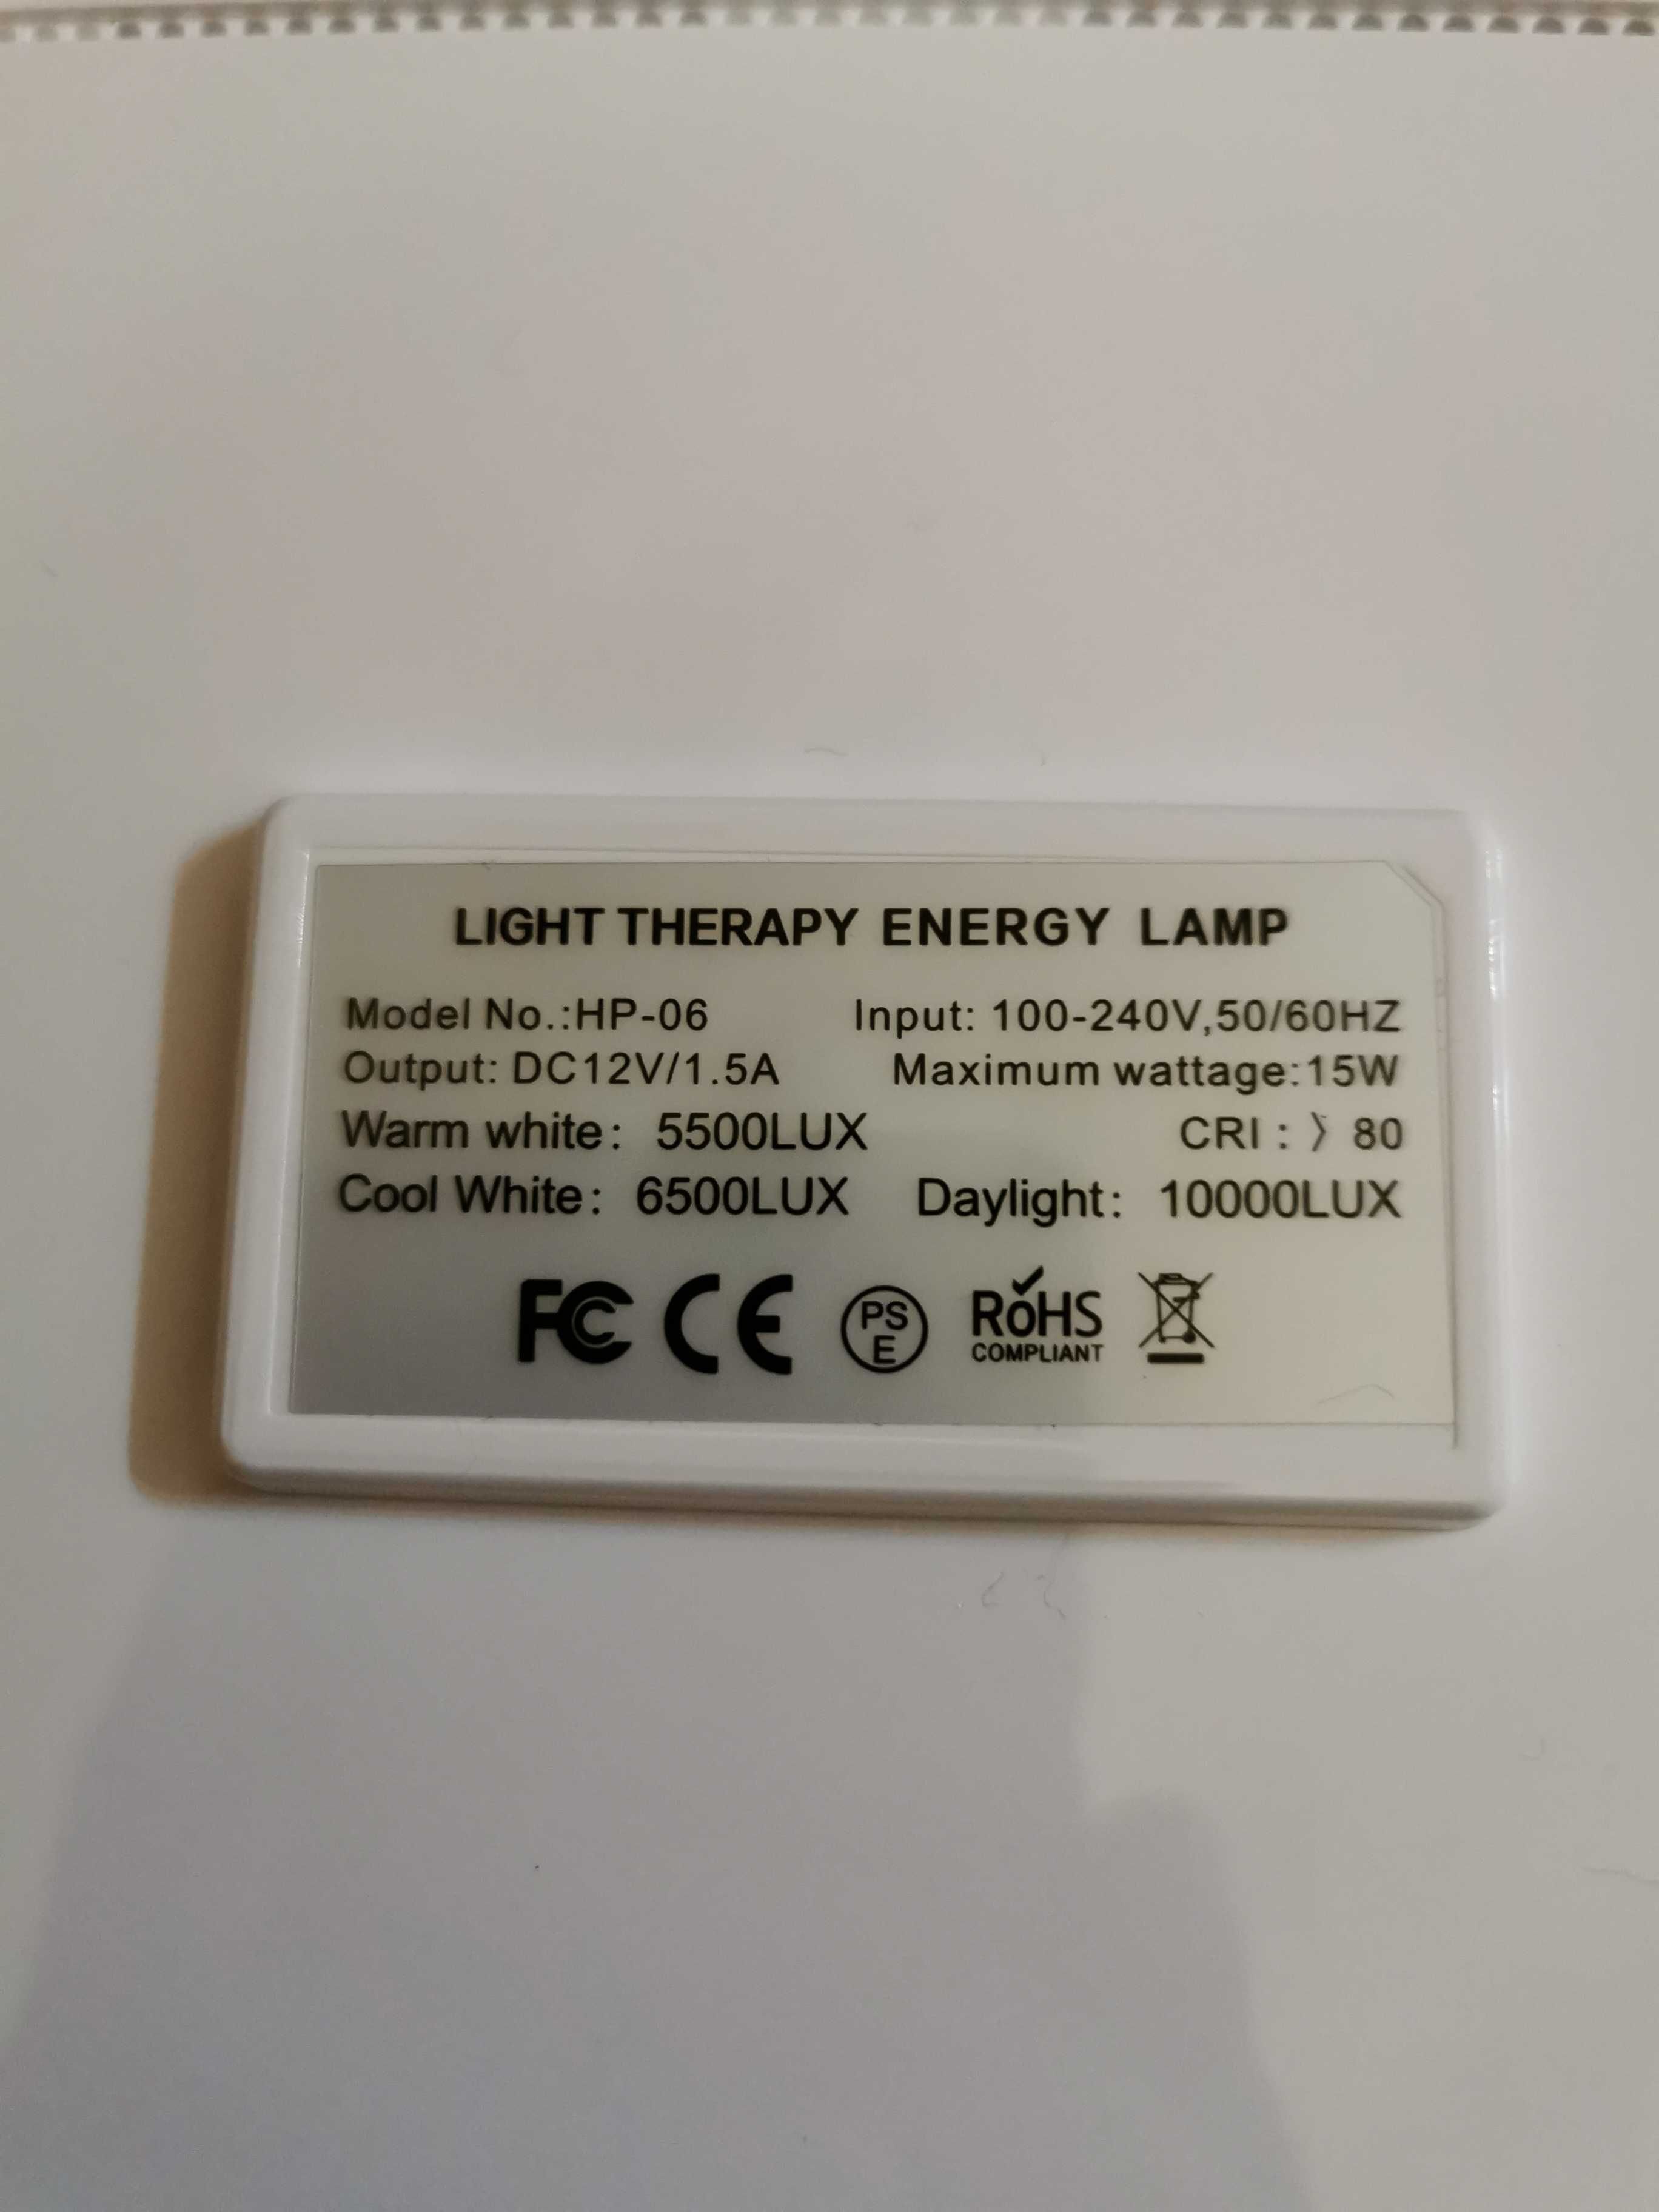 LIGHT THERAPY ENERGY LAMP
Model No.:HP-06 Input: 100-240V,50/60HZ
Output: DC12V/1.5A Maximum wattage:15W
Warm white: 5500LUX CRI : 〉 80
Cool White: 6500LUX Daylight: 10000LUX
FC CE PS E RoHS
COMPLIANT